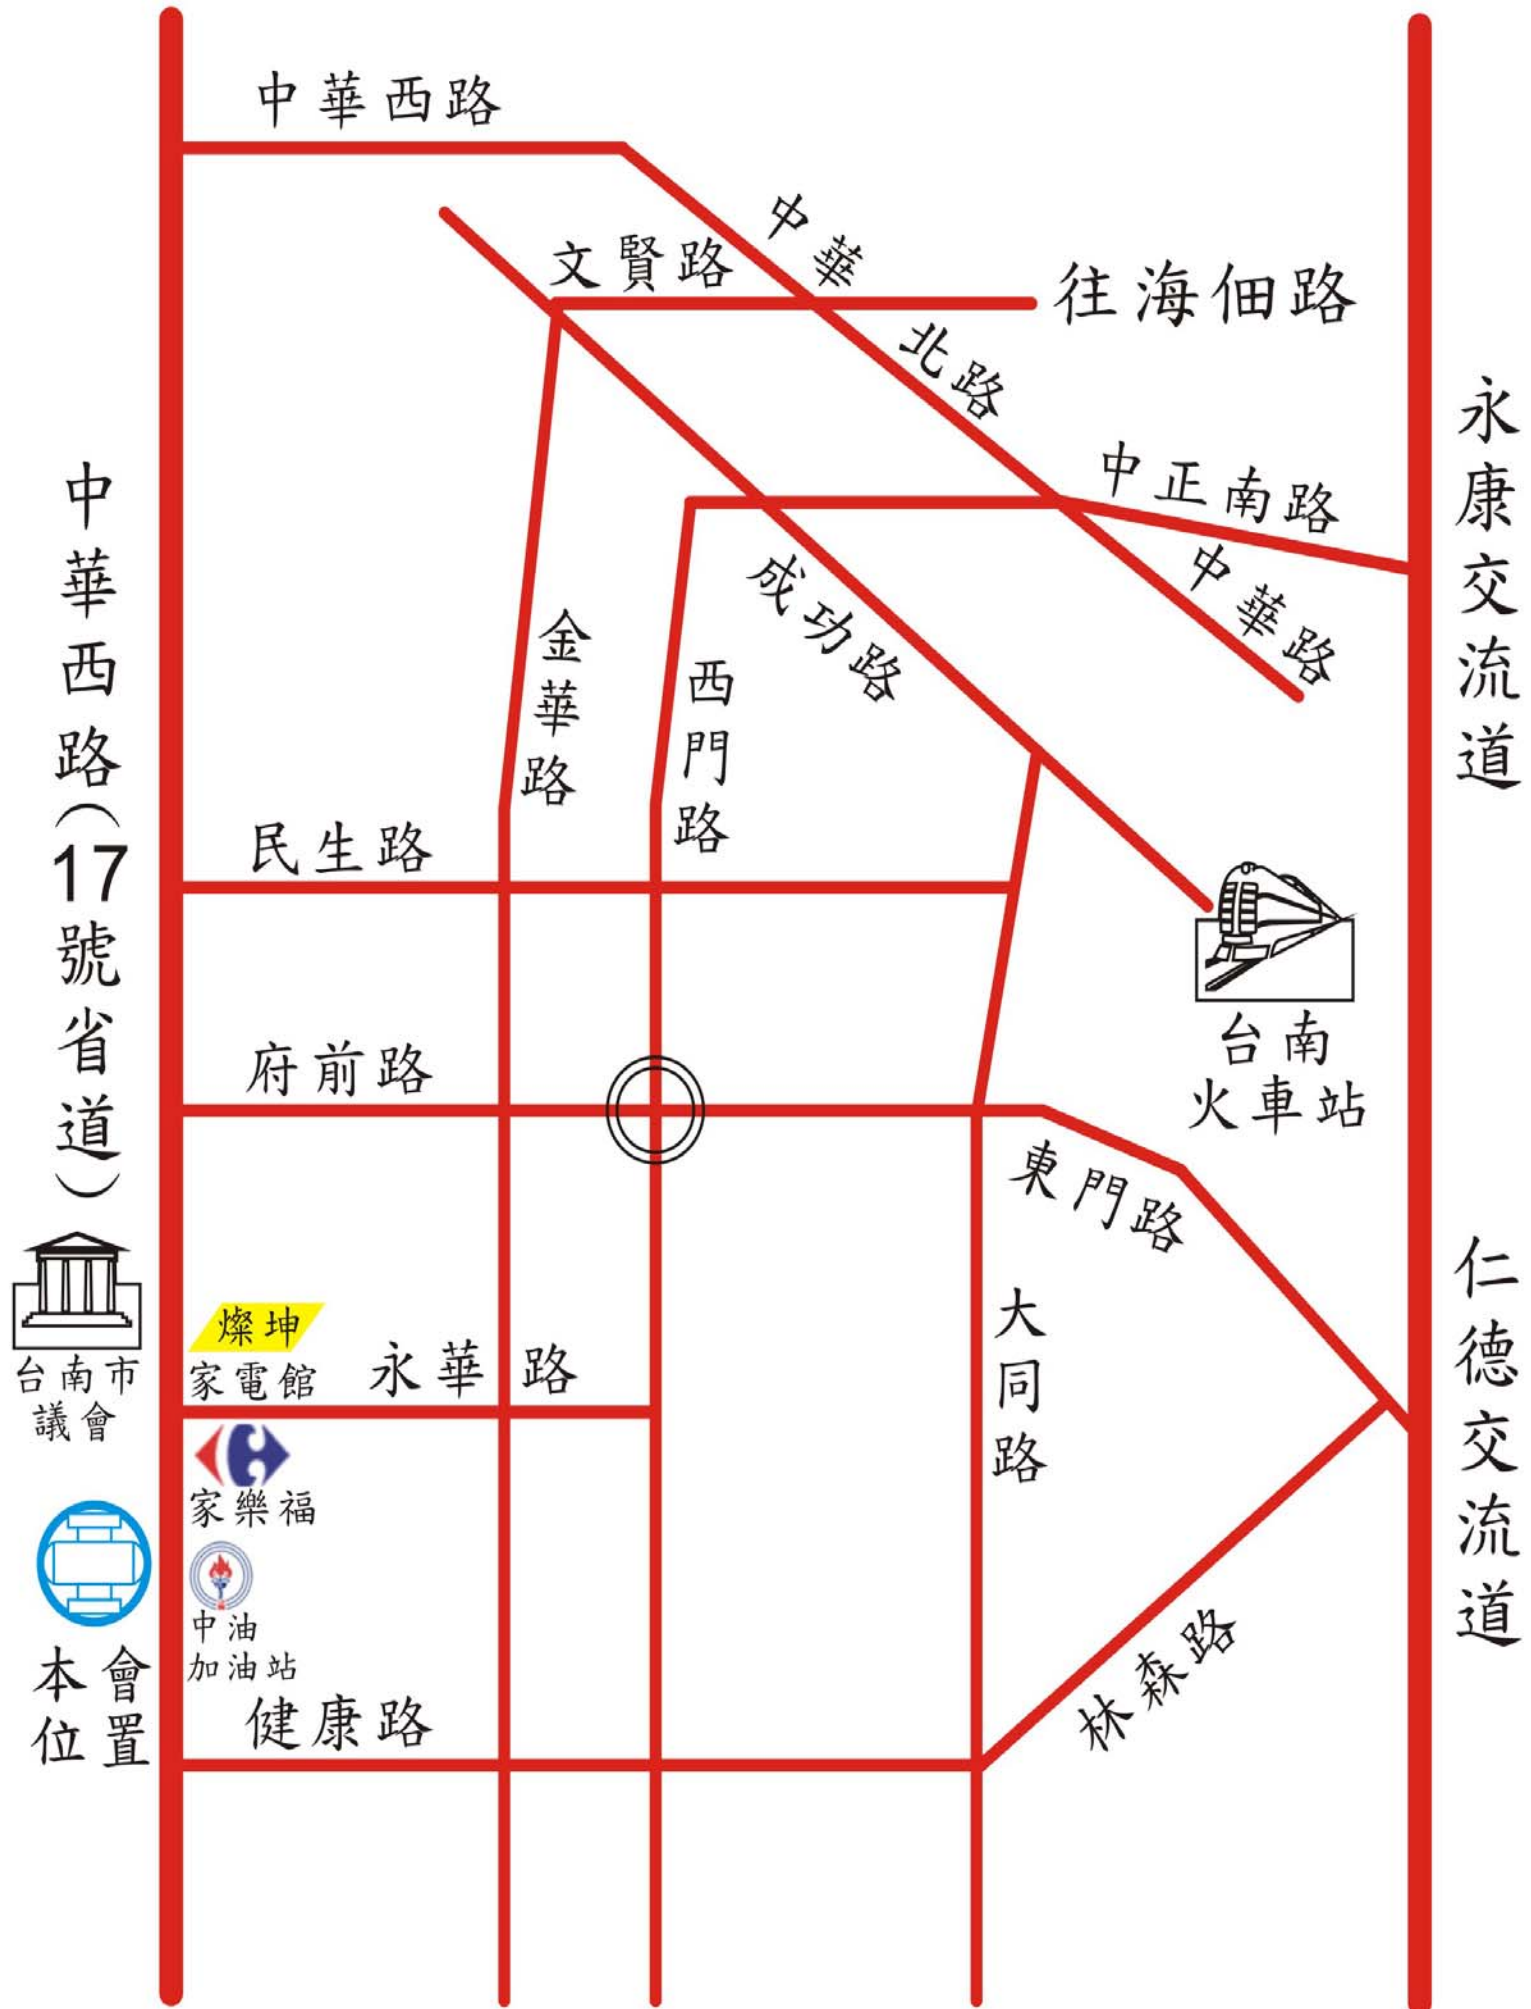 中華西路
中華北路
文賢路
往海佃路
中正南路
中華路
永康交流道
成功路
金華路
西門路
中華西路（17號省道）
民生路
台南
火車站
府前路
東門路
仁德交流道
大同路
台南市
議會
燦坤
家電館
永華路
家樂福
中油
加油站
本會
位置
健康路
林森路